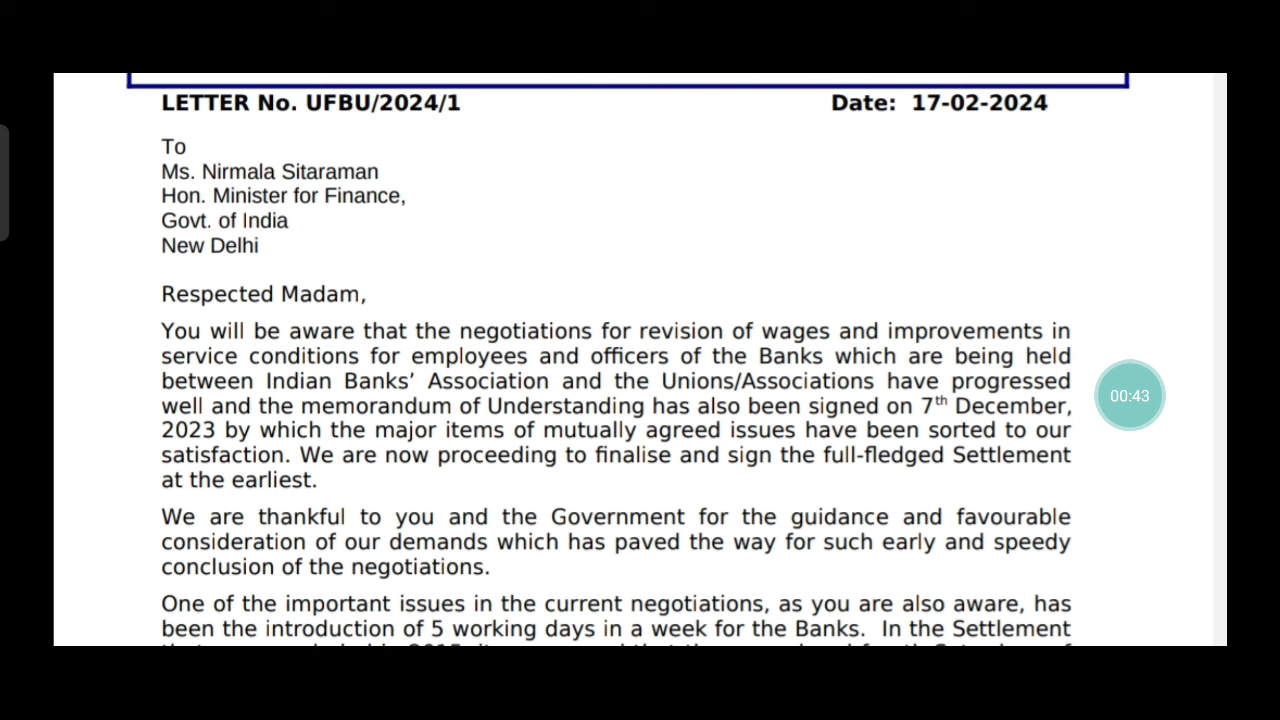 LETTER No. UFBU/2024/1 Date: 17-02-2024
To
Ms. Nirmala Sitaraman
Hon. Minister for Finance,
Govt. of India
New Delhi
Respected Madam,
You will be aware that the negotiations for revision of wages and improvements in
service conditions for employees and officers of the Banks which are being held
between Indian Banks’ Association and the Unions/Associations have progressed
well and the memorandum of Understanding has also been signed on 7th December,
2023 by which the major items of mutually agreed issues have been sorted to our
satisfaction. We are now proceeding to finalise and sign the full-fledged Settlement
at the earliest.
00:43
We are thankful to you and the Government for the guidance and favourable
consideration of our demands which has paved the way for such early and speedy
conclusion of the negotiations.
One of the important issues in the current negotiations, as you are also aware, has
been the introduction of 5 working days in a week for the Banks. In the Settlement